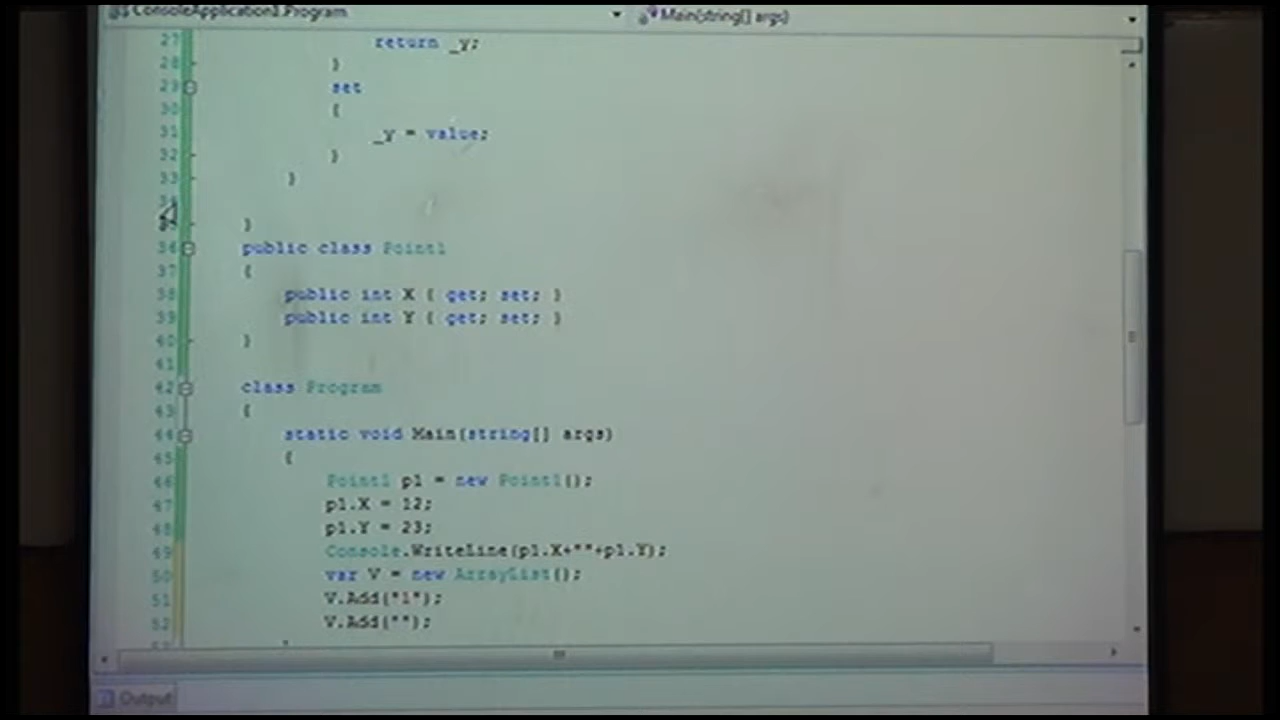 ConsoleApplication1.Program
Main(string[] args)
27 return _y;
28 }
29 set
30 {
31 _y = value;
32 }
33 }
34
35 }
36 public class Point1
37 {
38 public int X { get; set; }
39 public int Y { get; set; }
40 }
41
42 class Program
43 {
44 static void Main(string[] args)
45 {
46 Point1 p1 = new Point1();
47 p1.X = 12;
48 p1.Y = 23;
49 Console.WriteLine(p1.X+""+p1.Y);
50 var V = new ArrayList();
51 V.Add("1");
52 V.Add("");
Output